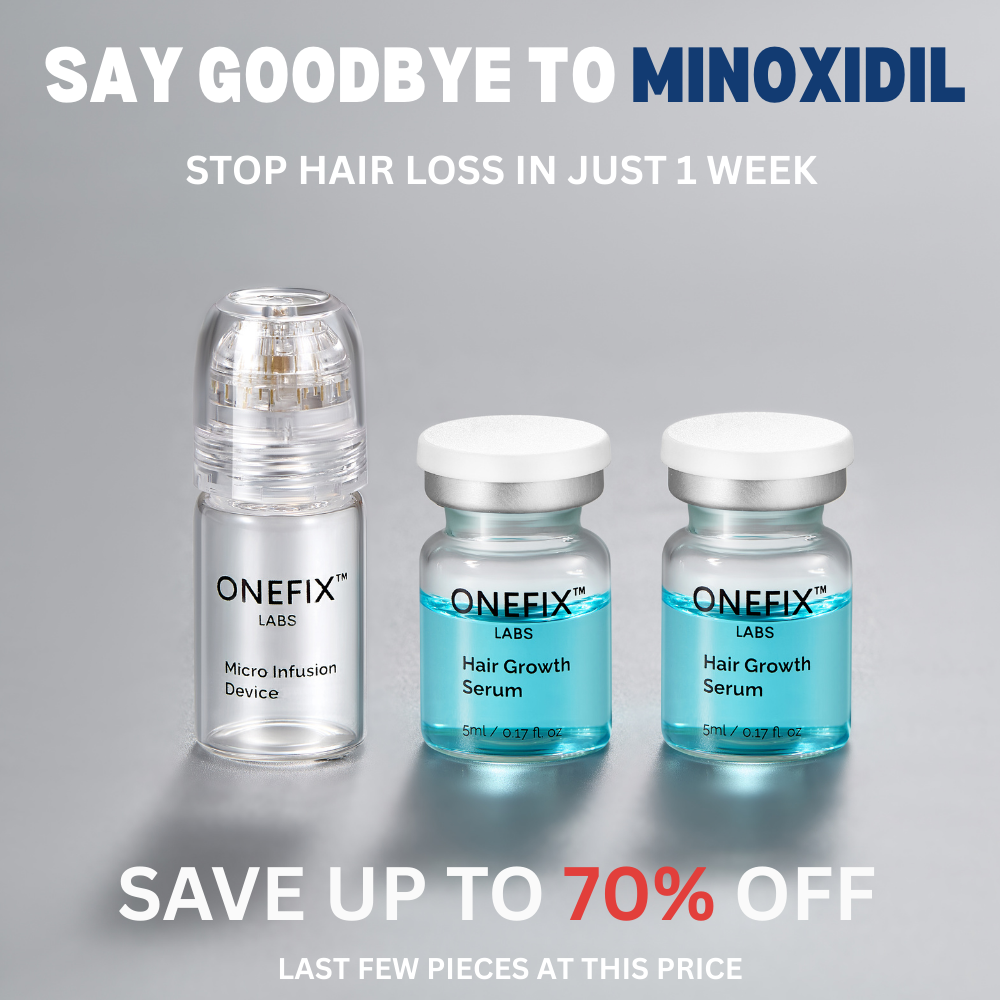 SAY GOODBYE TO MINOXIDIL
STOP HAIR LOSS IN JUST 1 WEEK
ONEFIX™
LABS
Micro Infusion
Device
ONEFIX™
LABS
Hair Growth
Serum
5ml / 0.17 fl. oz
ONEFIX™
LABS
Hair Growth
Serum
5ml / 0.17 fl. oz
SAVE UP TO 70% OFF
LAST FEW PIECES AT THIS PRICE